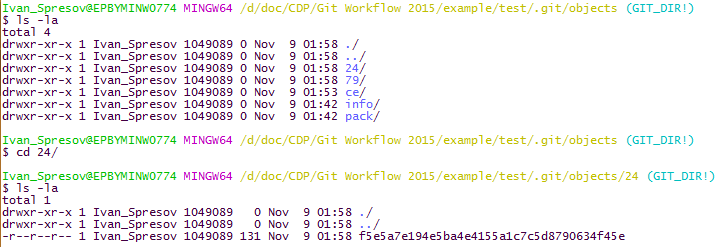 Ivan_Spresov@EPBYMINW0774 MINGW64 /d/doc/CDP/Git Workflow 2015/example/test/.git/objects (GIT_DIR!)
$ ls -la
total 4
drwxr-xr-x 1 Ivan_Spresov 1049089 0 Nov  9 01:58 ./
drwxr-xr-x 1 Ivan_Spresov 1049089 0 Nov  9 01:58 ../
drwxr-xr-x 1 Ivan_Spresov 1049089 0 Nov  9 01:58 24/
drwxr-xr-x 1 Ivan_Spresov 1049089 0 Nov  9 01:58 79/
drwxr-xr-x 1 Ivan_Spresov 1049089 0 Nov  9 01:53 ce/
drwxr-xr-x 1 Ivan_Spresov 1049089 0 Nov  9 01:42 info/
drwxr-xr-x 1 Ivan_Spresov 1049089 0 Nov  9 01:42 pack/
Ivan_Spresov@EPBYMINW0774 MINGW64 /d/doc/CDP/Git Workflow 2015/example/test/.git/objects (GIT_DIR!)
$ cd 24/
Ivan_Spresov@EPBYMINW0774 MINGW64 /d/doc/CDP/Git Workflow 2015/example/test/.git/objects/24 (GIT_DIR!)
$ ls -la
total 1
drwxr-xr-x 1 Ivan_Spresov 1049089   0 Nov  9 01:58 ./
drwxr-xr-x 1 Ivan_Spresov 1049089   0 Nov  9 01:58 ../
-r--r--r-- 1 Ivan_Spresov 1049089 131 Nov  9 01:58 f5e5a7e194e5ba4e4155a1c7c5d8790634f45e